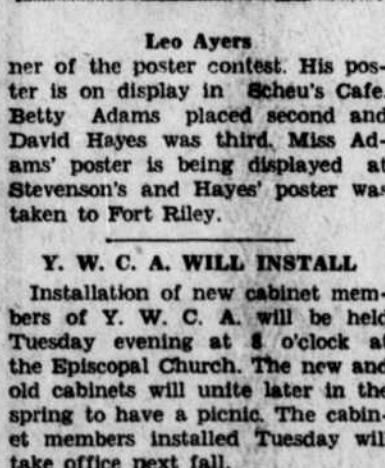 Leo Ayers
ner of the poster contest. His pos-
ter is on display in Scheu's Cafe.
Betty Adams placed second and
David Hayes was third. Miss Ad-
ams' poster is being displayed at
Stevenson's and Hayes' poster was
taken to Fort Riley.
Y. W. C. A. WILL INSTALL
Installation of new cabinet mem-
bers of Y. W. C. A. will be held
Tuesday evening at 8 o'clock at
the Episcopal Church. The new and
old cabinets will unite later in the
spring to have a picnic. The cabin-
et members installed Tuesday will
take office next fall.